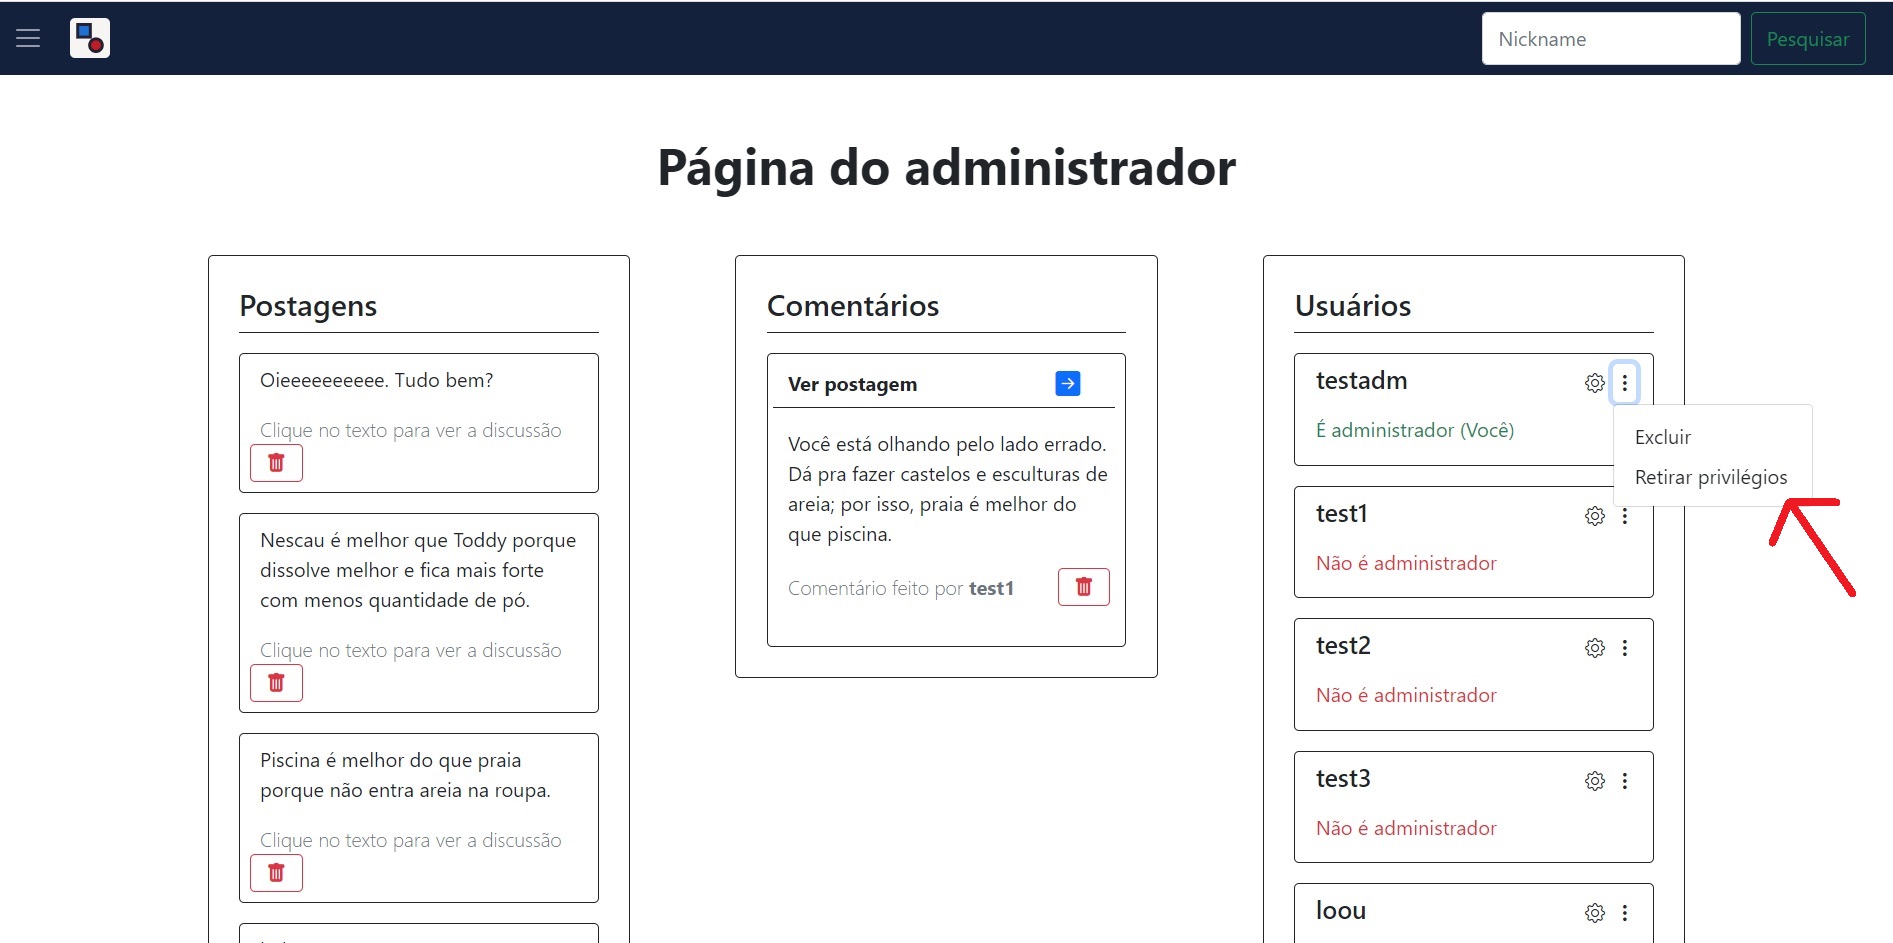 Nickname
Pesquisar
Página do administrador
Postagens
Oieeeeeeeeee. Tudo bem?
Clique no texto para ver a discussão
Nescau é melhor que Toddy porque
dissolve melhor e fica mais forte
com menos quantidade de pó.
Clique no texto para ver a discussão
Piscina é melhor do que praia
porque não entra areia na roupa.
Clique no texto para ver a discussão
Comentários
Ver postagem
Você está olhando pelo lado errado.
Dá pra fazer castelos e esculturas de
areia; por isso, praia é melhor do
que piscina.
Comentário feito por test1
Usuários
testadm
É administrador (Você)
Excluir
Retirar privilégios
test1
Não é administrador
test2
Não é administrador
test3
Não é administrador
loou